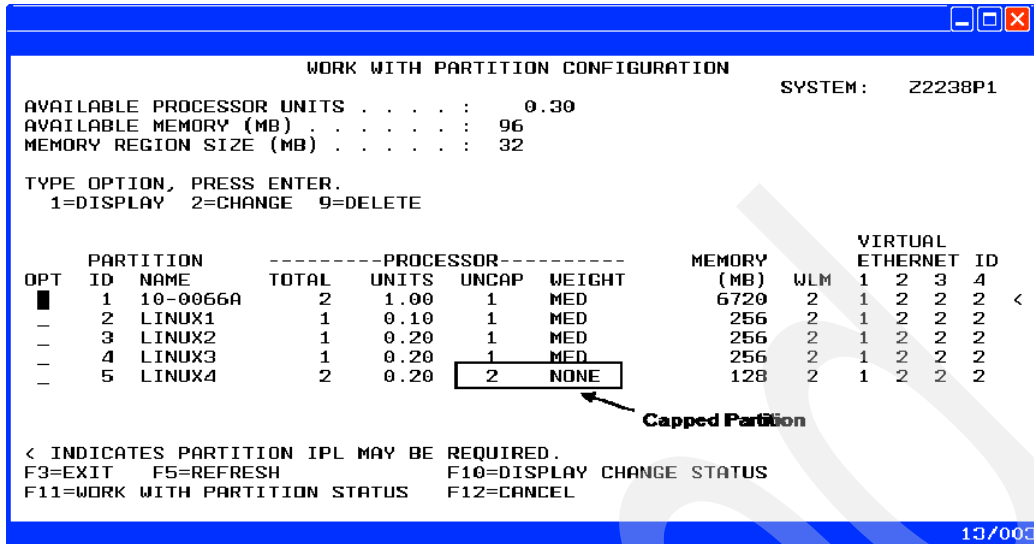 WORK WITH PARTITION CONFIGURATION
SYSTEM: Z2238P1
AVAILABLE PROCESSOR UNITS . . . . : 0.30
AVAILABLE MEMORY (MB) . . . . . . : 96
MEMORY REGION SIZE (MB) . . . . . : 32
TYPE OPTION, PRESS ENTER.
1=DISPLAY 2=CHANGE 9=DELETE
VIRTUAL
PARTITION ---------PROCESSOR---------- MEMORY ETHERNET ID
OPT ID NAME TOTAL UNITS UNCAP WEIGHT (MB) WLM 1 2 3 4
1 10-0066A 2 1.00 1 MED 6720 2 1 2 2 2 <
_ 2 LINUX1 1 0.10 1 MED 256 2 1 2 2 2
_ 3 LINUX2 1 0.20 1 MED 256 2 1 2 2 2
_ 4 LINUX3 1 0.20 1 MED 256 2 1 2 2 2
_ 5 LINUX4 2 0.20 2 NONE 128 2 1 2 2 2
Capped Partition
< INDICATES PARTITION IPL MAY BE REQUIRED.
F3=EXIT F5=REFRESH F10=DISPLAY CHANGE STATUS
F11=WORK WITH PARTITION STATUS F12=CANCEL
13/003